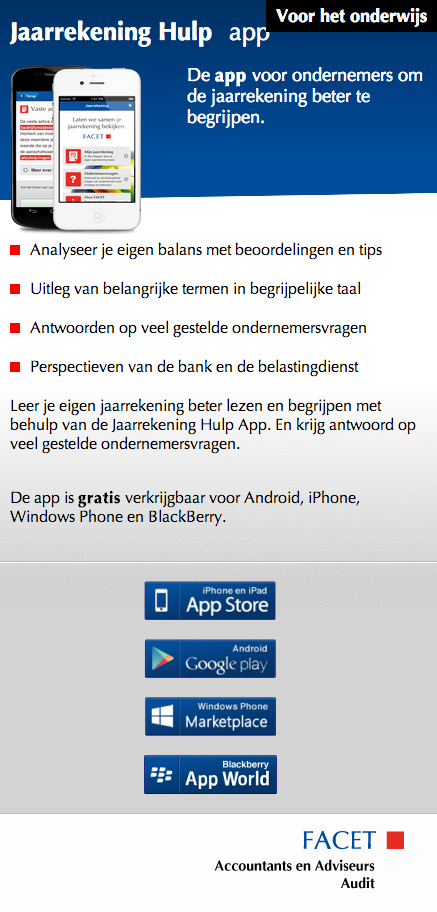 Voor het onderwijs
Jaarrekening Hulp app
De app voor ondernemers om
de jaarrekening beter te
begrijpen.
Terug
Vaste ac
Jaarrekening
Laten we samen je
jaarrekening bekijken.
FACET
Mijn jaarrekening
Ondernemersvragen
Over FACET
Meer over
Analyseer je eigen balans met beoordelingen en tips
Uitleg van belangrijke termen in begrijpelijke taal
Antwoorden op veel gestelde ondernemersvragen
Perspectieven van de bank en de belastingdienst
Leer je eigen jaarrekening beter lezen en begrijpen met
behulp van de Jaarrekening Hulp App. En krijg antwoord op
veel gestelde ondernemersvragen.
De app is gratis verkrijgbaar voor Android, iPhone,
Windows Phone en BlackBerry.
iPhone en iPad
App Store
Android
Google play
Windows Phone
Marketplace
Blackberry
App World
FACET
Accountants en Adviseurs
Audit